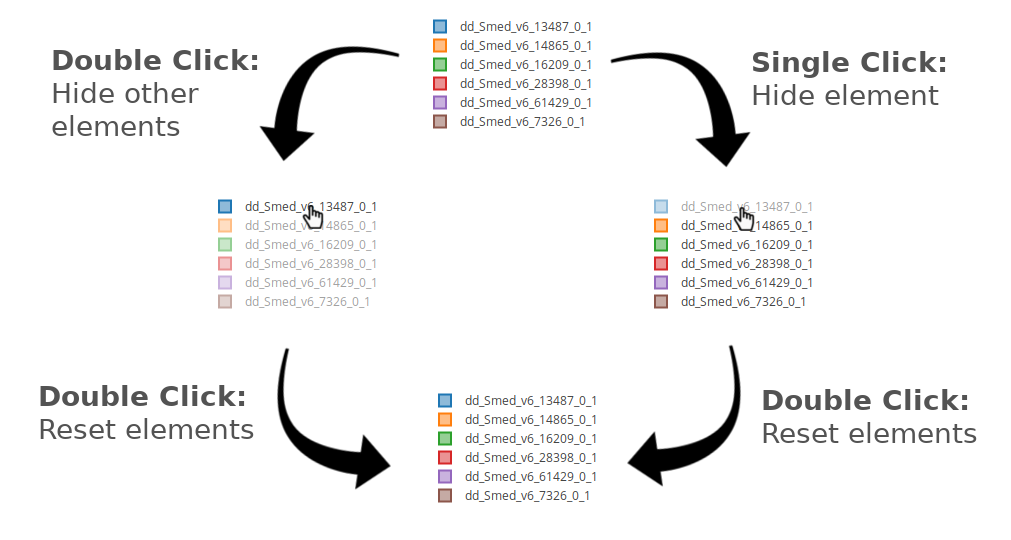 dd_Smed_v6_13487_0_1
dd_Smed_v6_14865_0_1
dd_Smed_v6_16209_0_1
dd_Smed_v6_28398_0_1
dd_Smed_v6_61429_0_1
dd_Smed_v6_7326_0_1
Double Click:
Hide other
elements
Single Click:
Hide element
dd_Smed_v6_13487_0_1
dd_Smed_v6_14865_0_1
dd_Smed_v6_16209_0_1
dd_Smed_v6_28398_0_1
dd_Smed_v6_61429_0_1
dd_Smed_v6_7326_0_1
dd_Smed_v6_13487_0_1
dd_Smed_v6_14865_0_1
dd_Smed_v6_16209_0_1
dd_Smed_v6_28398_0_1
dd_Smed_v6_61429_0_1
dd_Smed_v6_7326_0_1
Double Click:
Reset elements
Double Click:
Reset elements
dd_Smed_v6_13487_0_1
dd_Smed_v6_14865_0_1
dd_Smed_v6_16209_0_1
dd_Smed_v6_28398_0_1
dd_Smed_v6_61429_0_1
dd_Smed_v6_7326_0_1